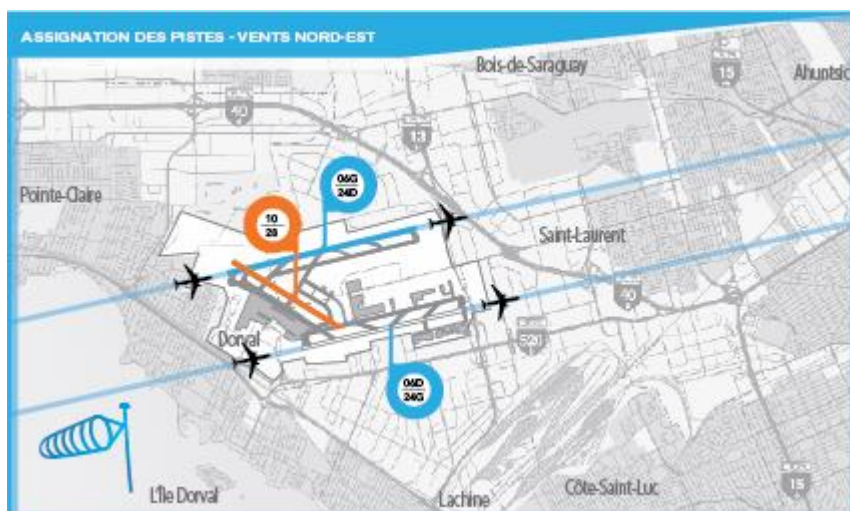 ASSIGNATION DES PISTES - VENTS NORD-EST
Bois-de-Saraguay
15
Ahuntsic
40
13
Pointe-Claire
06G
24D
10
28
Saint-Laurent
40
Dorval
520
06D
24G
L'Île Dorval
Lachine
Côte-Saint-Luc
15